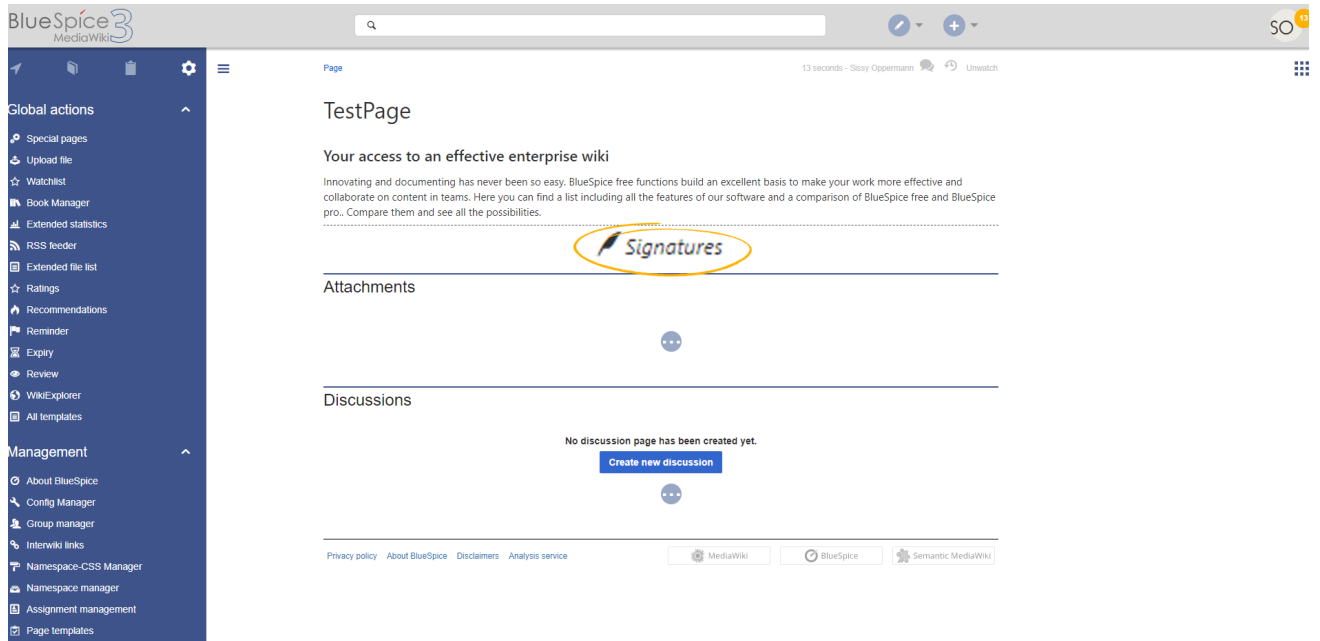 BlueSpice 3
MediaWiki
SO
13
Page
13 seconds - Sissy Oppermann
Unwatch
Global actions
Special pages
Upload file
Watchlist
Book Manager
Extended statistics
RSS feeder
Extended file list
Ratings
Recommendations
Reminder
Expiry
Review
WikiExplorer
All templates
Management
About BlueSpice
Config Manager
Group manager
Interwiki links
Namespace-CSS Manager
Namespace manager
Assignment management
Page templates
TestPage
Your access to an effective enterprise wiki
Innovating and documenting has never been so easy. BlueSpice free functions build an excellent basis to make your work more effective and
collaborate on content in teams. Here you can find a list including all the features of our software and a comparison of BlueSpice free and BlueSpice
pro.. Compare them and see all the possibilities.
Signatures
Attachments
Discussions
No discussion page has been created yet.
Create new discussion
Privacy policy About BlueSpice Disclaimers Analysis service
MediaWiki
BlueSpice
Semantic MediaWiki